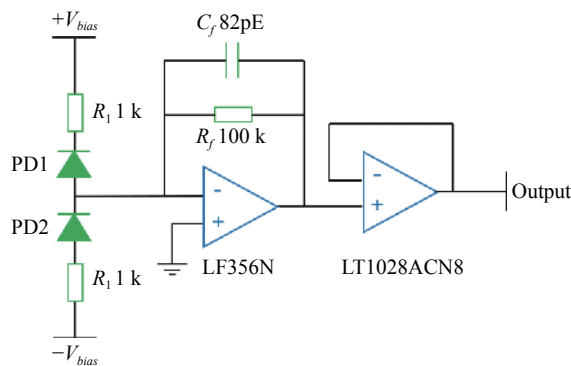 +V_bias
C_f 82pE
R_1 1 k
R_f 100 k
PD1
-
+
LF356N
-
+
LT1028ACN8
Output
PD2
R_1 1 k
−V_bias